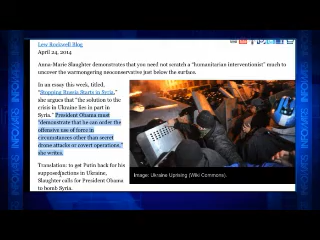 Lew Rockwell Blog
April 24, 2014
Anne-Marie Slaughter demonstrates that you need not scratch a "humanitarian interventionist" much to
uncover the warmongering neoconservative just below the surface.
In an essay this week, titled,
"Stopping Russia Starts in Syria,"
she argues that "the solution to the
crisis in Ukraine lies in part in
Syria." President Obama must
"demonstrate that he can order the
offensive use of force in
circumstances other than secret
drone attacks or covert operations,"
she writes.
Translation: to get Putin back for his
supposed actions in Ukraine,
Slaughter calls for President Obama
to bomb Syria.
Image: Ukraine Uprising (Wiki Commons).